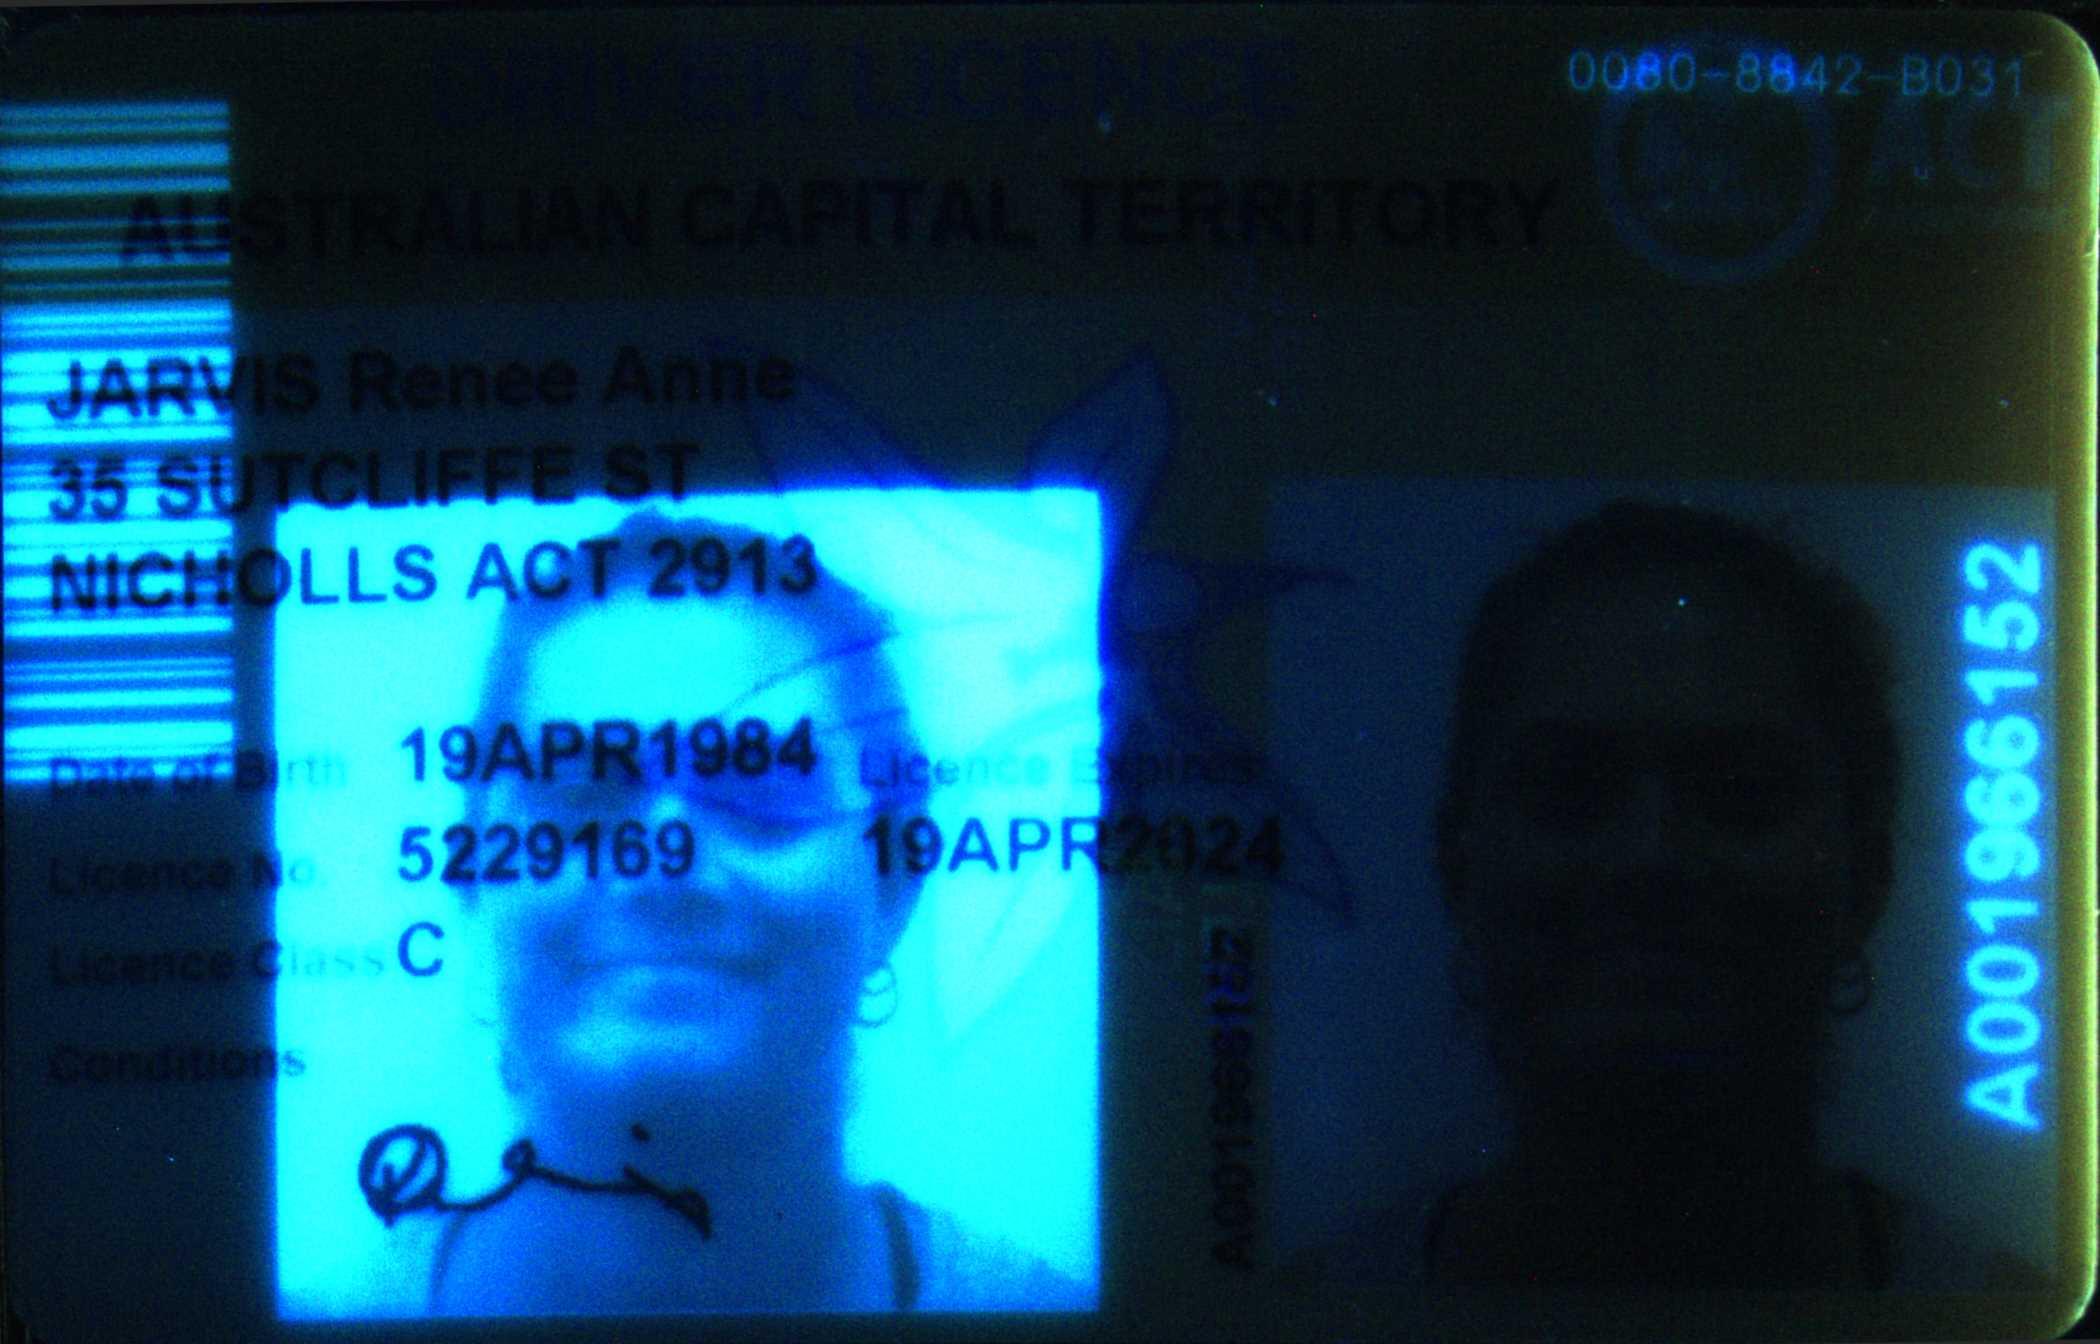 DRIVER LICENCE
0080-8842-B031
ACT
AUSTRALIAN CAPITAL TERRITORY
JARVIS Renee Anne
35 SUTCLIFFE ST
NICHOLLS ACT 2913
Date of Birth 19APR1984 Licence Expires
Licence No. 5229169 19APR2024
Licence Class C
Conditions
A001966152